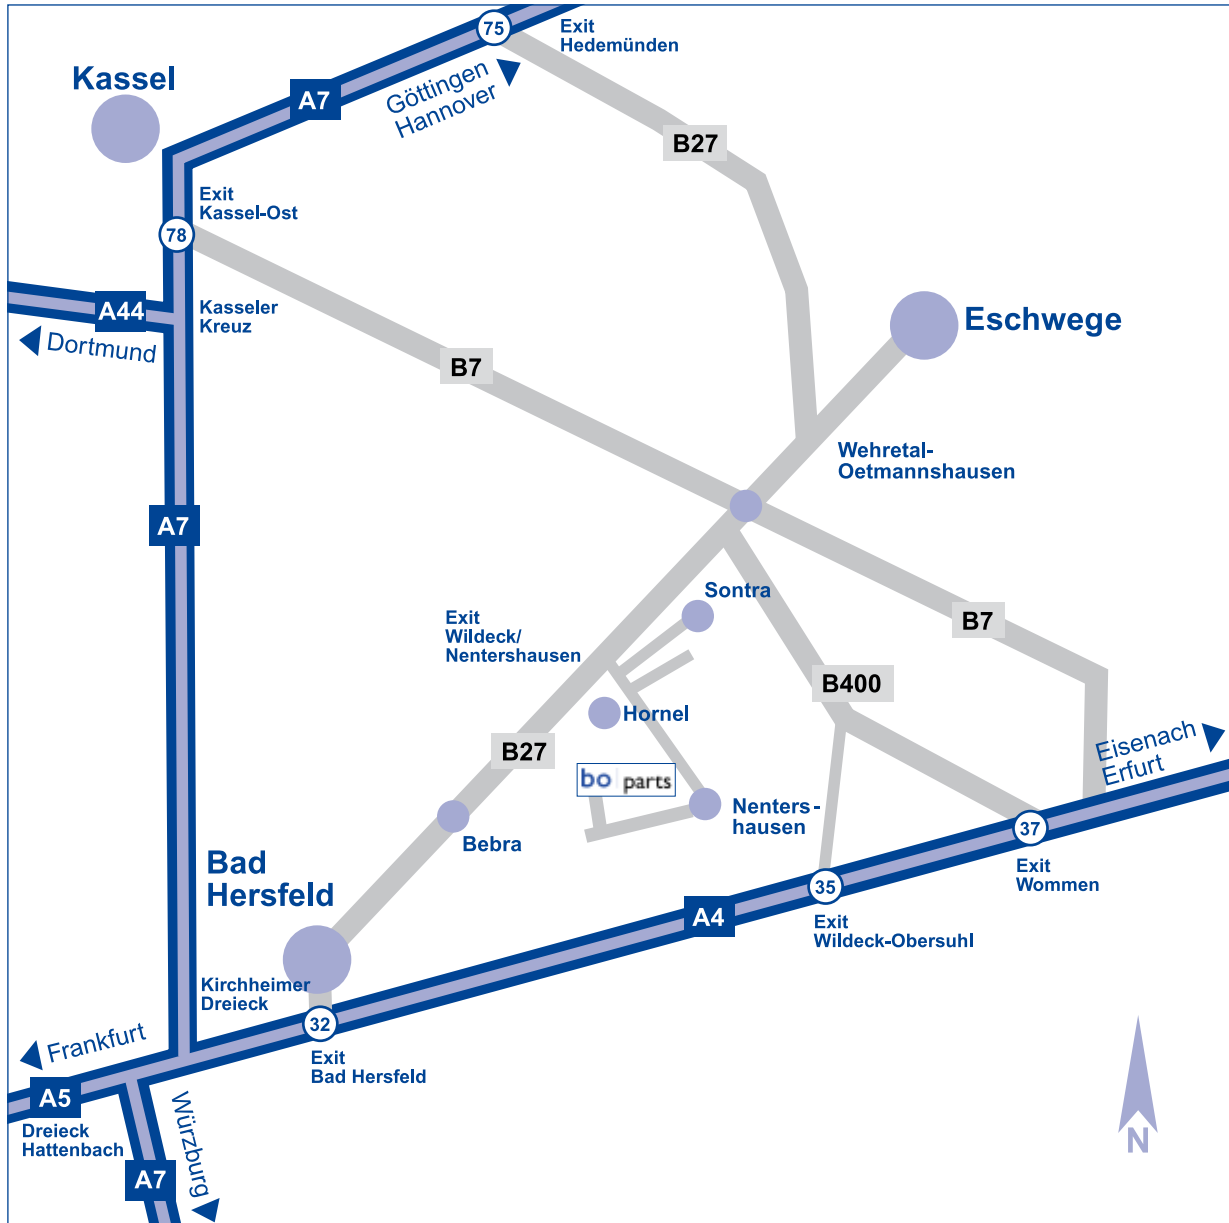 75
Exit
Hedemünden
Kassel
A7
Göttingen
Hannover
B27
Exit
Kassel-Ost
78
A44
Kasseler
Kreuz
Dortmund
Eschwege
B7
Wehretal-
Oetmannshausen
A7
Sontra
Exit
Wildeck/
Nentershausen
B7
B400
Hornel
B27
Eisenach
Erfurt
bo parts
Nenters-
hausen
Bebra
37
Exit
Wommen
Bad
Hersfeld
35
A4
Exit
Wildeck-Obersuhl
Kirchheimer
Dreieck
32
Frankfurt
Exit
Bad Hersfeld
A5
Dreieck
Hattenbach
Würzburg
A7
N